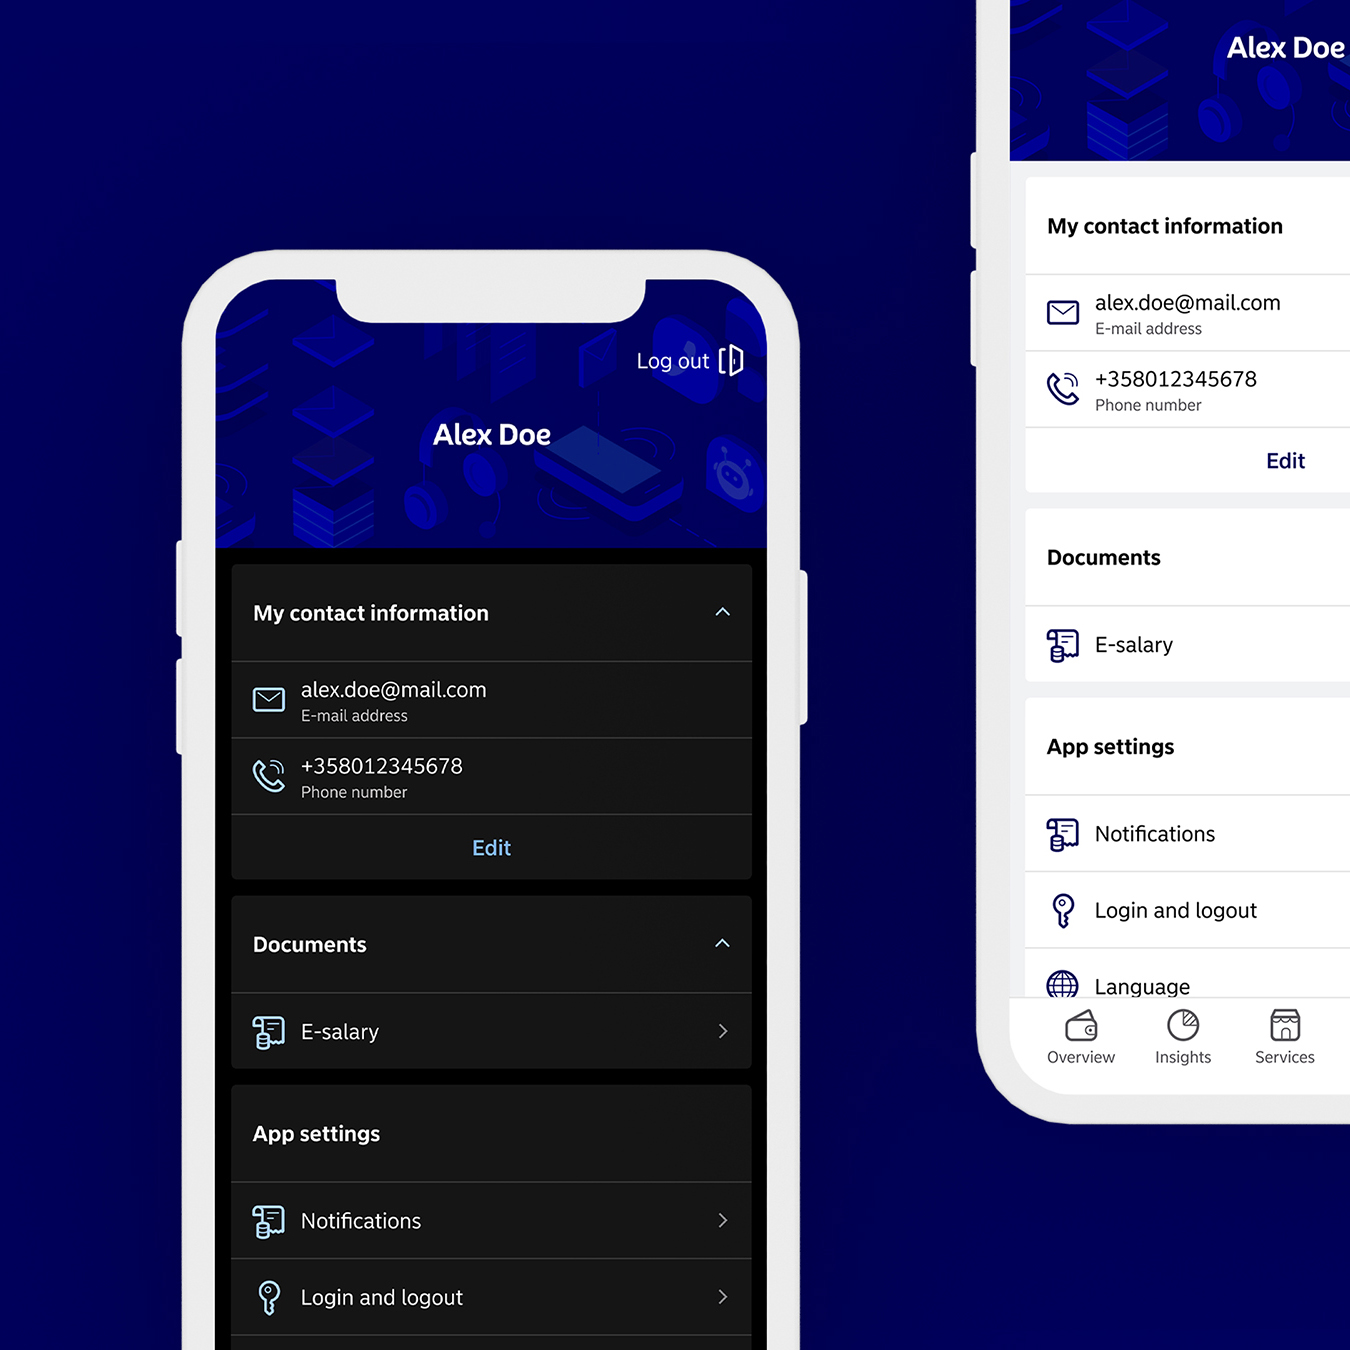 Log out
Alex Doe
My contact information
alex.doe@mail.com
E-mail address
+358012345678
Phone number
Edit
Documents
E-salary
App settings
Notifications
Login and logout
Alex Doe
My contact information
alex.doe@mail.com
E-mail address
+358012345678
Phone number
Edit
Documents
E-salary
App settings
Notifications
Login and logout
Language
Overview
Insights
Services